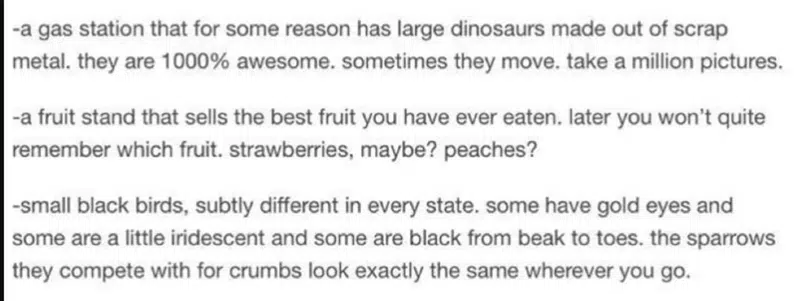 -a gas station that for some reason has large dinosaurs made out of scrap
metal. they are 1000% awesome. sometimes they move. take a million pictures.
-a fruit stand that sells the best fruit you have ever eaten. later you won't quite
remember which fruit. strawberries, maybe? peaches?
-small black birds, subtly different in every state. some have gold eyes and
some are a little iridescent and some are black from beak to toes. the sparrows
they compete with for crumbs look exactly the same wherever you go.